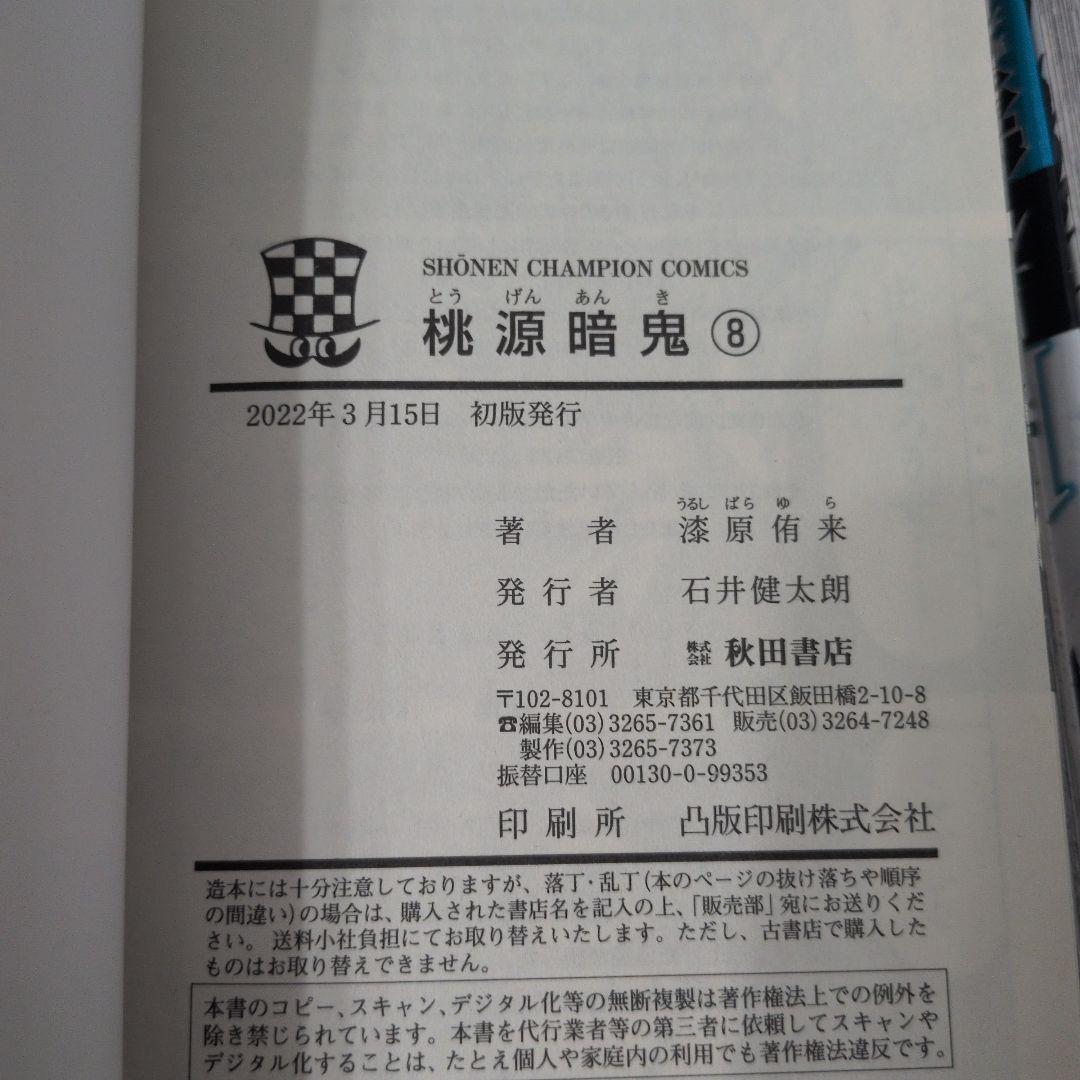 SHŌNEN CHAMPION COMICS
とう げん あん き
桃源暗鬼⑧
2022年3月15日 初版発行
うるし ばら ゆ ら
著者 漆原侑来
発行者 石井健太朗
発行所 株式会社 秋田書店
〒102-8101 東京都千代田区飯田橋2-10-8
☎編集(03)3265-7361 販売(03)3264-7248
製作(03)3265-7373
振替口座 00130-0-99353
印刷所 凸版印刷株式会社
造本には十分注意しておりますが、落丁・乱丁(本のページの抜け落ちや順序
の間違い)の場合は、購入された書店名を記入の上、「販売部」宛にお送りくだ
さい。送料小社負担にてお取り替えいたします。ただし、古書店で購入した
ものはお取り替えできません。
本書のコピー、スキャン、デジタル化等の無断複製は著作権法上での例外を
除き禁じられています。本書を代行業者等の第三者に依頼してスキャンや
デジタル化することは、たとえ個人や家庭内の利用でも著作権法違反です。